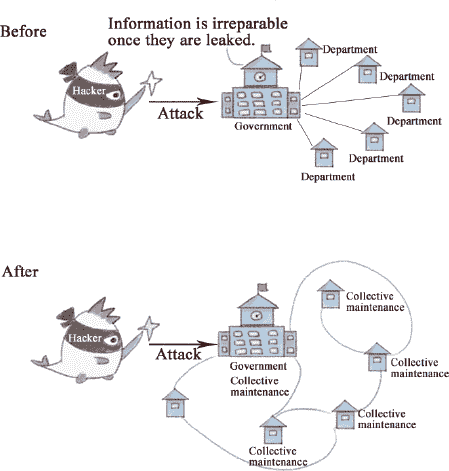 Before
Information is irreparable
once they are leaked.
Hacker
Attack
Government
Department
Department
Department
Department
Department
After
Hacker
Attack
Government
Collective
maintenance
Collective
maintenance
Collective
maintenance
Collective
maintenance
Collective
maintenance